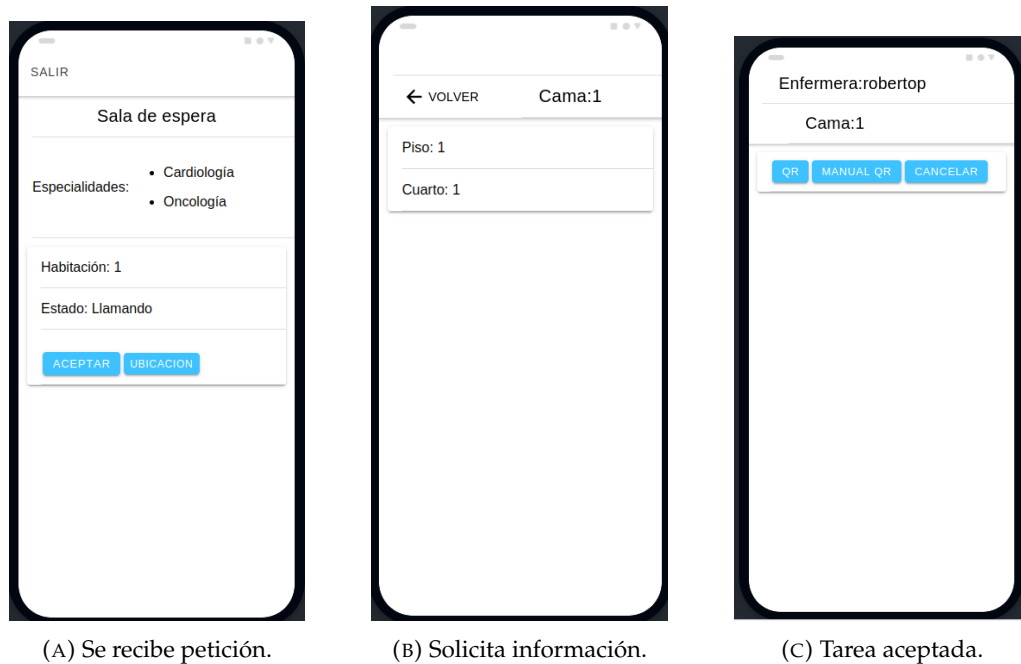 SALIR
Sala de espera
Especialidades:
• Cardiología
• Oncología
Habitación: 1
Estado: Llamando
ACEPTAR UBICACION
(A) Se recibe petición.
VOLVER Cama:1
Piso: 1
Cuarto: 1
(B) Solicita información.
Enfermera:robertop
Cama:1
QR MANUAL QR CANCELAR
(C) Tarea aceptada.